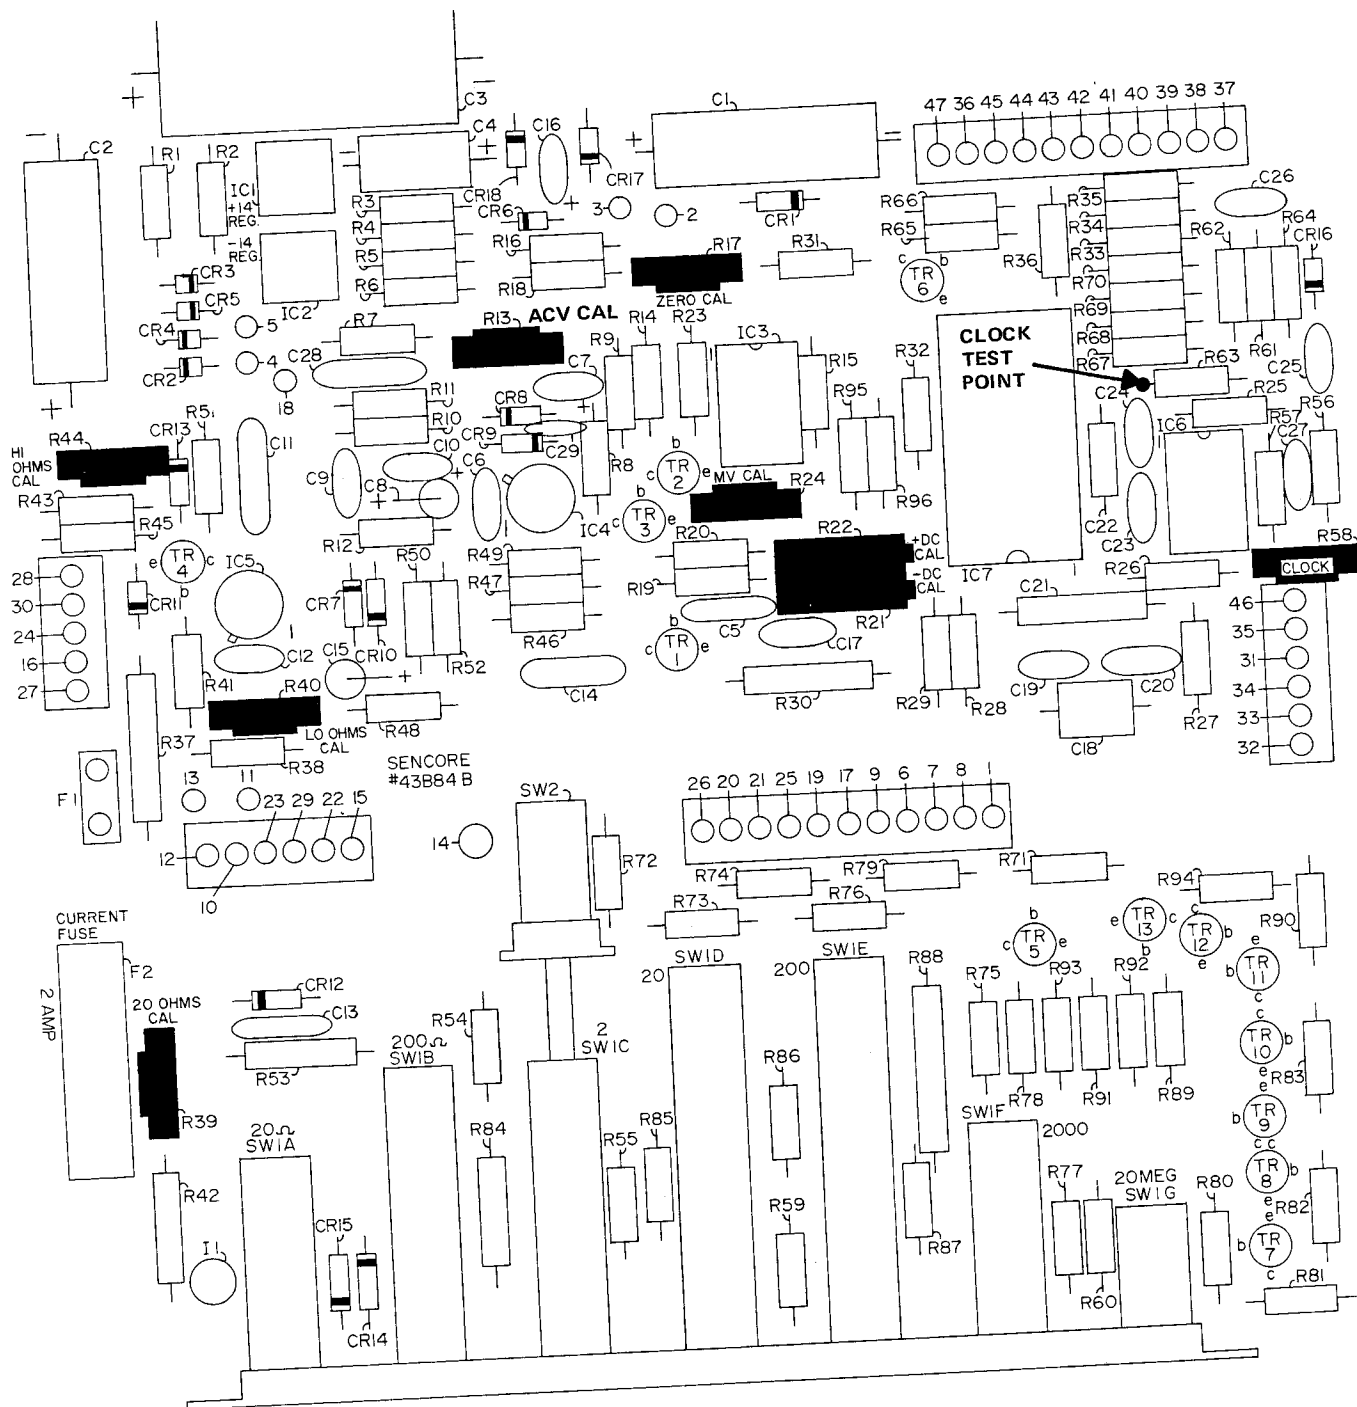 C3
C4
C16
C1
47 36 45 44 43 42 41 40 39 38 37
C2
R1
R2
IC1
+14
REG.
-14
REG.
IC2
CR18
CR17
CR6
3
2
CR1
R3
R4
R5
R6
R16
R18
R17
ZERO CAL
R31
R66
R65
c b
TR
6
e
R36
R35
R34
R33
R70
R69
R68
R67
C26
R62
R64
CR16
R61
C25
CR3
CR5
CR4
CR2
5
4
18
R7
C28
R13
ACV CAL
R9
R14
R23
IC3
R15
R32
CLOCK
TEST
POINT
R63
R25
C24
IC6
R57
C27
R56
R44
HI
OHMS
CAL
CR13
R51
C11
R11
R10
C10
C9
C8
C6
C7
CR8
CR9
C29
R8
IC4
b
c
TR
2
e
b
c
TR
3
e
MV CAL
R24
R95
R96
C22
C23
R43
R45
R12
R50
R49
R47
R46
R20
R19
R22
+DC
CAL
-DC
CAL
R21
IC7
R26
R58
CLOCK
28
30
24
16
27
e
TR
4
c
b
CR11
IC5
CR7
CR10
R52
C5
C17
C21
46
35
31
34
33
32
R41
C12
C15
R40
LO OHMS
CAL
R48
C14
b
c
TR
1
e
R30
R29
R28
C19
C20
C18
R27
R37
R38
SENCORE
#43B84 B
F1
13
11
23 29 22 15
12
10
14
SW2
R72
26 20 21 25 19 17 9 6 7 8 1
R74
R79
R71
R94
R73
R76
R90
CURRENT
FUSE
F2
2 AMP
20 OHMS
CAL
R39
CR12
C13
R53
R54
200Ω
SW1B
2
SW1C
20
SW1D
200
SW1E
R88
b
c
TR
5
e
e
TR
13
c
b
c
TR
12
b
e
e
b
TR
11
c
R75
R93
R92
R78
R91
R89
c
TR
10
b
e
R83
e
b
TR
9
c
c
TR
8
b
e
R82
e
b
TR
7
c
R81
R86
R85
R55
R84
R59
R87
SW1F
2000
R77
R60
20MEG
SW1G
R80
R42
I1
20Ω
SW1A
CR15
CR14